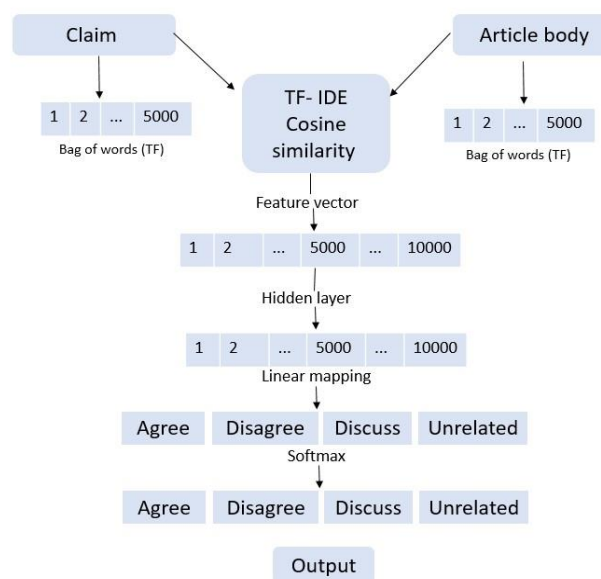 Claim
Article body
TF- IDE
Cosine
similarity
1 2 ... 5000
Bag of words (TF)
1 2 ... 5000
Bag of words (TF)
Feature vector
1 2 ... 5000 ... 10000
Hidden layer
1 2 ... 5000 ... 10000
Linear mapping
Agree Disagree Discuss Unrelated
Softmax
Agree Disagree Discuss Unrelated
Output